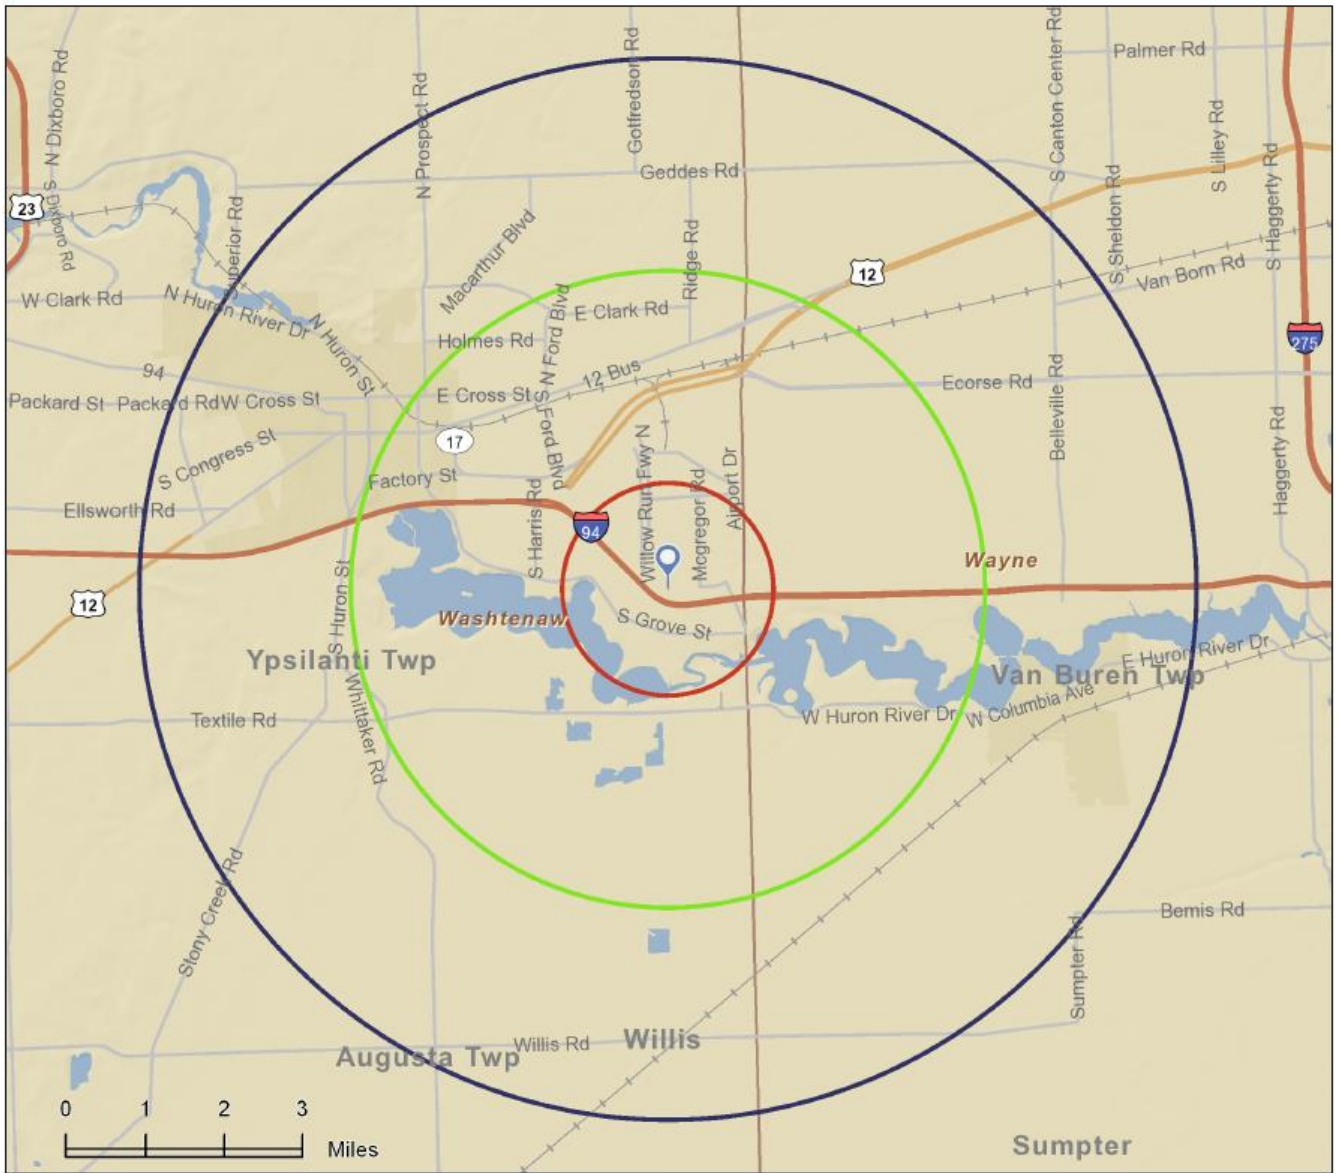 Palmer Rd
S Canton Center Rd
Gotfredson Rd
N Dixboro Rd
N Prospect Rd
S Lilley Rd
Geddes Rd
S Haggerty Rd
S Dixboro Rd
23
S Sheldon Rd
Superior Rd
Macarthur Blvd
Ridge Rd
12
Van Born Rd
W Clark Rd
N Huron River Dr
E Clark Rd
N Huron St
N Ford Blvd
Holmes Rd
275
94
12 Bus
Ecorse Rd
Packard St
Packard Rd
W Cross St
E Cross St
S Ford Blvd
Belleville Rd
17
S Congress St
Willow Run Fwy N
Haggerty Rd
Factory St
Airport Dr
Mcgregor Rd
Ellsworth Rd
S Harris Rd
94
Wayne
12
S Huron St
Washtenaw
S Grove St
Ypsilanti Twp
E Huron River Dr
Van Buren Twp
Whittaker Rd
Textile Rd
W Huron River Dr
W Columbia Ave
Stony Creek Rd
Bemis Rd
Sumpter Rd
Willis Rd
Willis
Augusta Twp
0 1 2 3
Miles
Sumpter